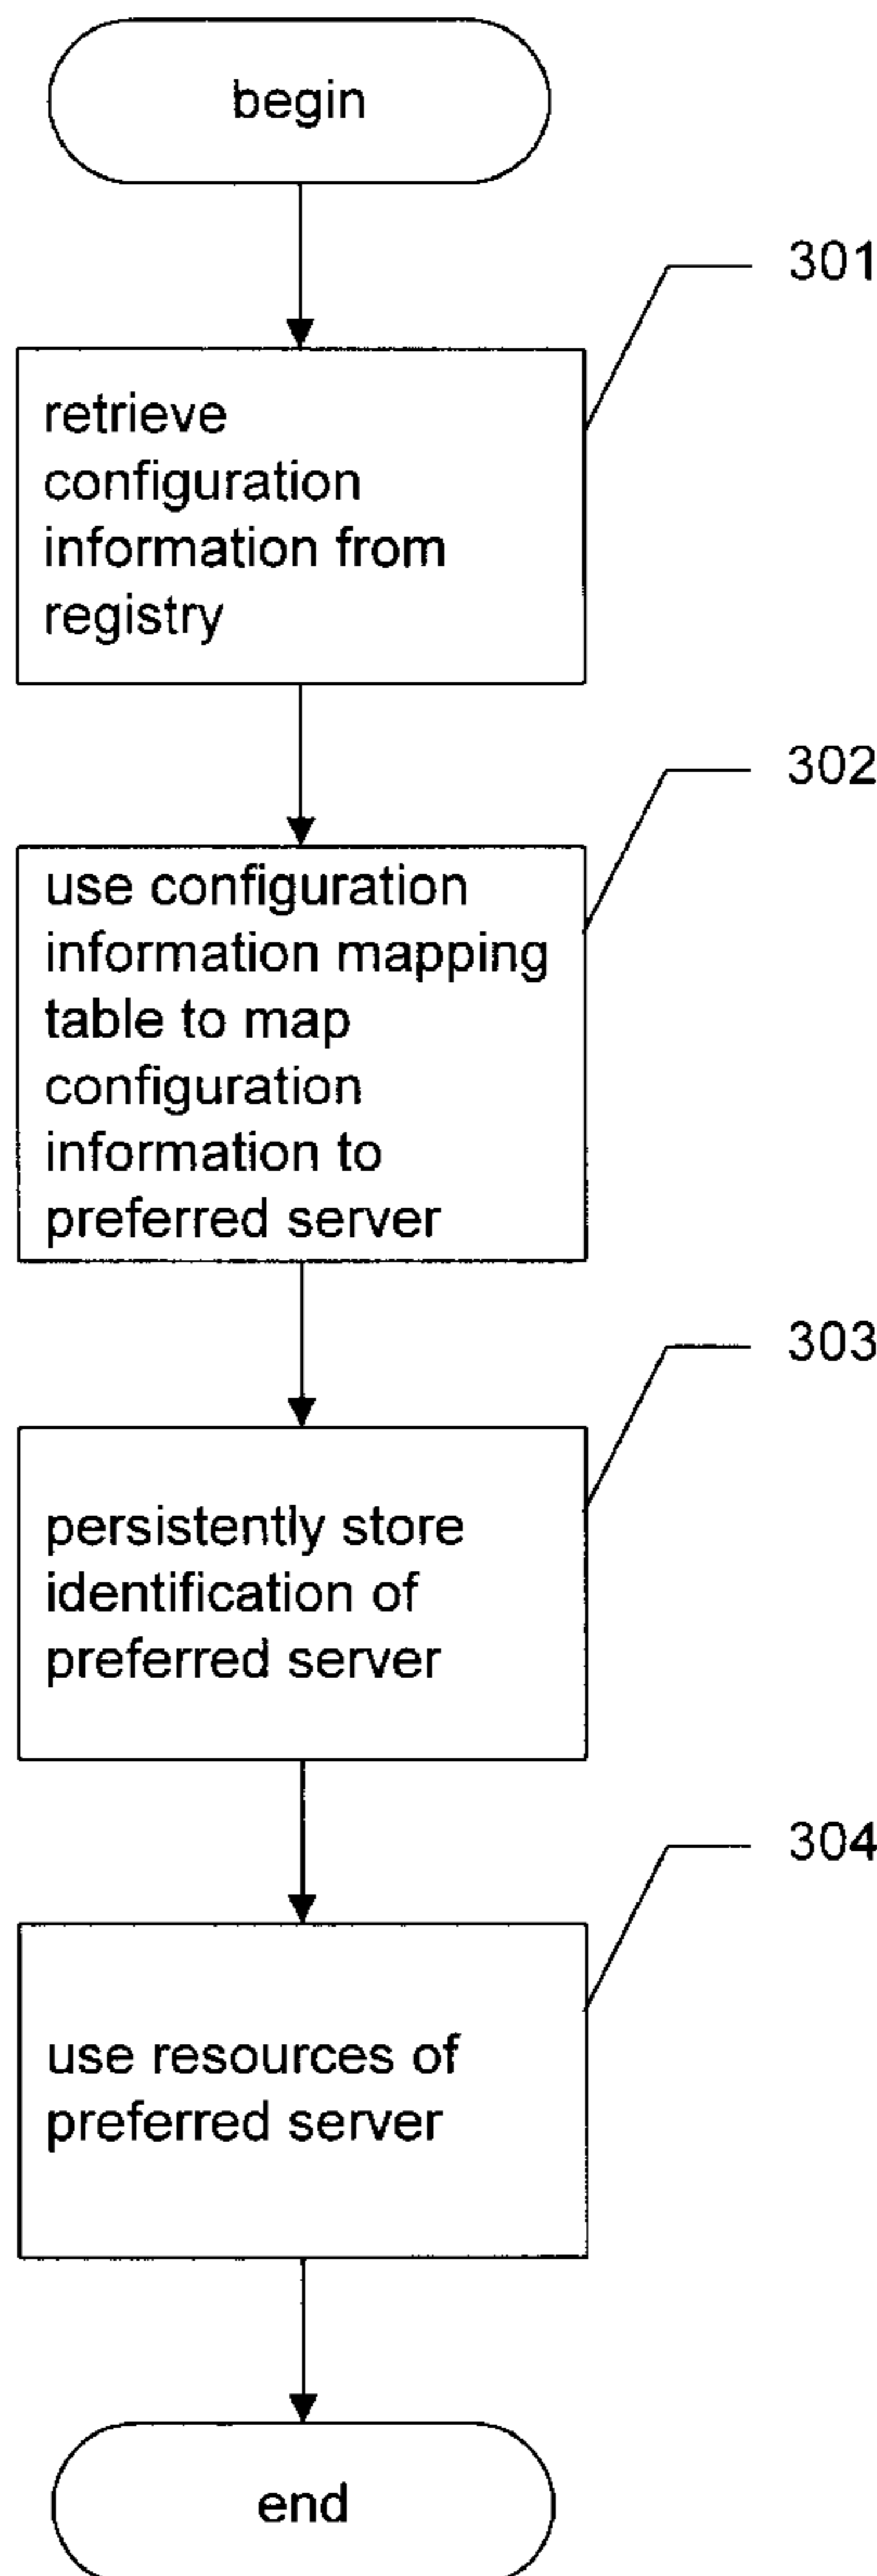 begin
301
retrieve
configuration
information from
registry
302
use configuration
information mapping
table to map
configuration
information to
preferred server
303
persistently store
identification of
preferred server
304
use resources of
preferred server
end